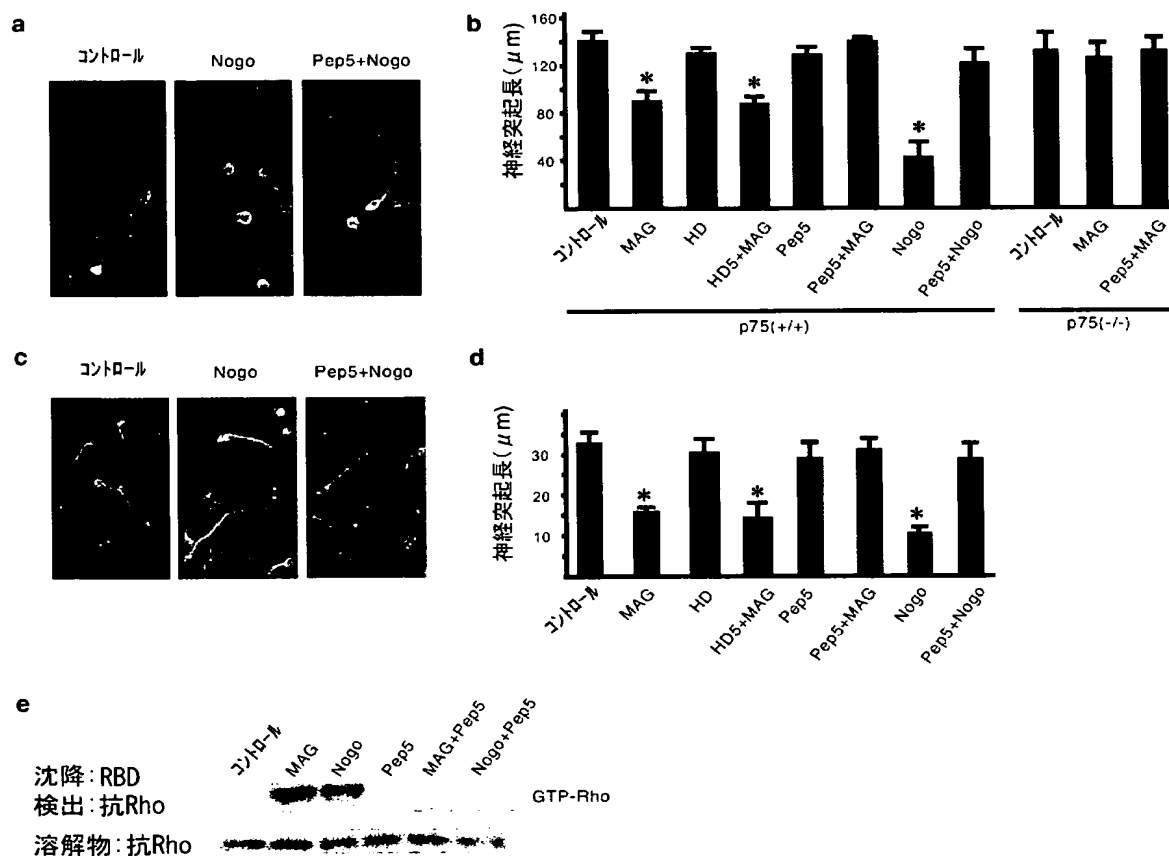 a
コントロール Nogo Pep5+Nogo
b
神経突起長(μm)
160
120
80
40
* * *
コントロール MAG HD HD5+MAG Pep5 Pep5+MAG Nogo Pep5+Nogo コントロール MAG Pep5+MAG
p75(+/+) p75(-/-)
c
コントロール Nogo Pep5+Nogo
d
神経突起長(μm)
30
20
10
* * *
コントロール MAG HD HD5+MAG Pep5 Pep5+MAG Nogo Pep5+Nogo
e
コントロール MAG Nogo Pep5 MAG+Pep5 Nogo+Pep5
沈降:RBD
検出:抗Rho GTP-Rho
溶解物:抗Rho